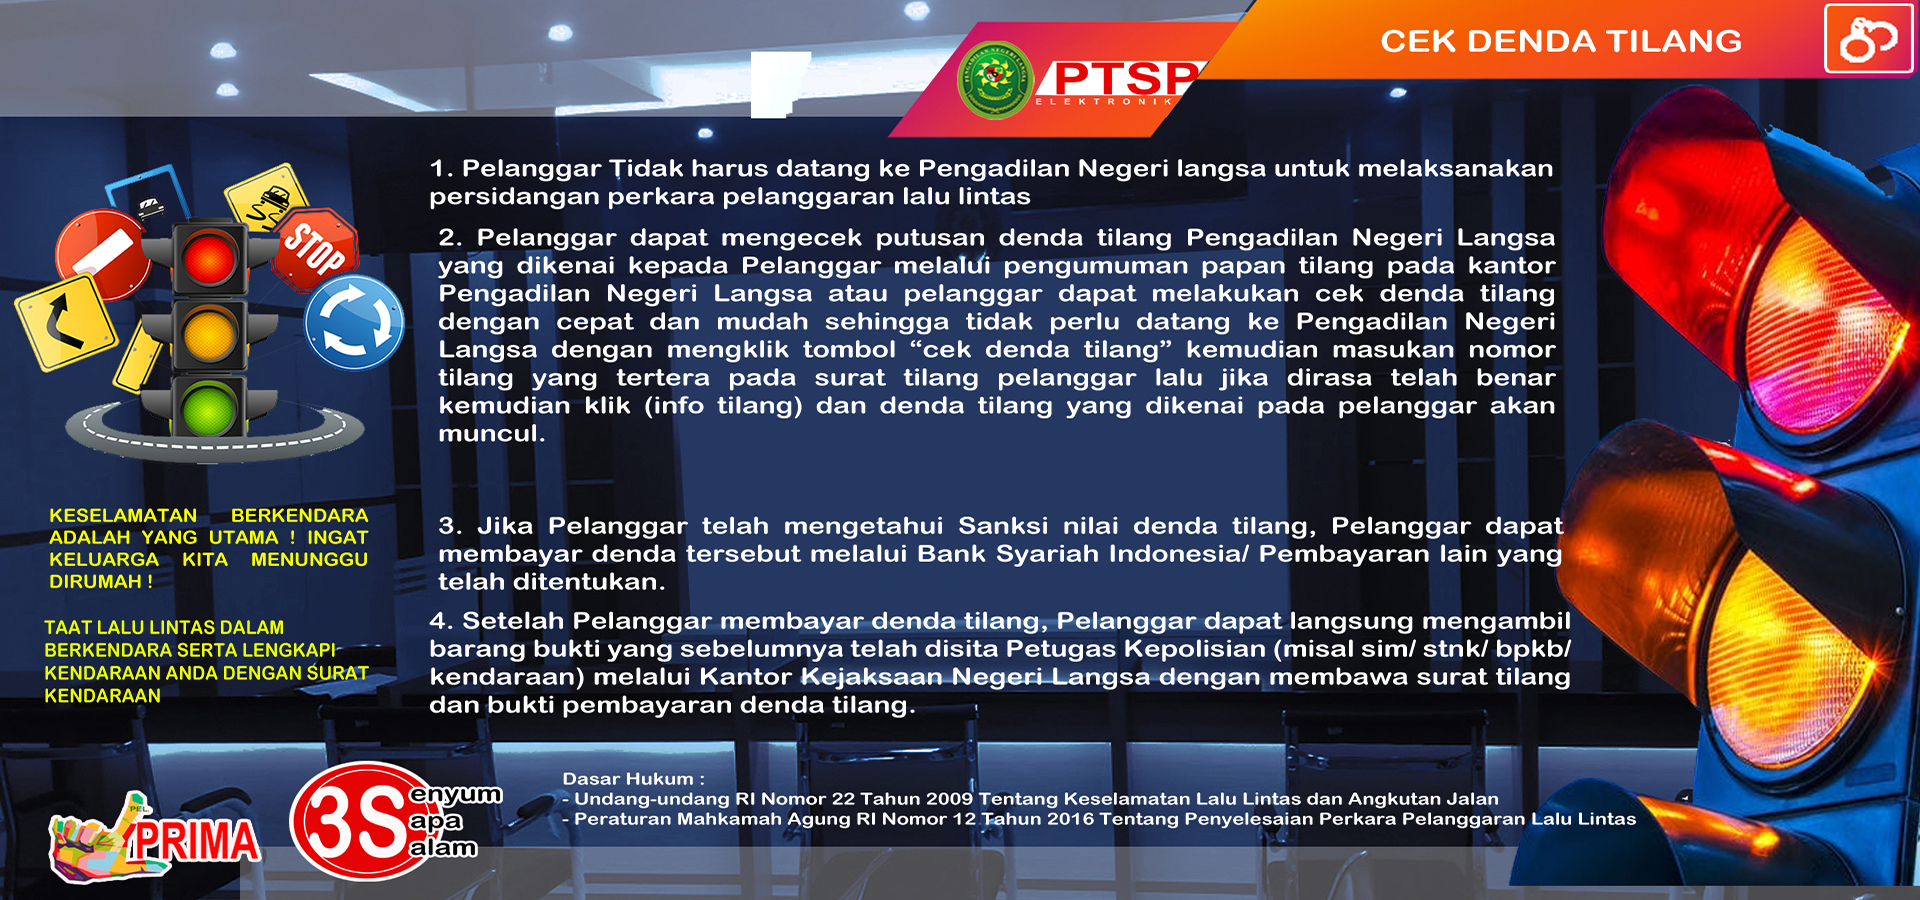 CEK DENDA TILANG
PTSP
ELEKTRONIK
1. Pelanggar Tidak harus datang ke Pengadilan Negeri langsa untuk melaksanakan
persidangan perkara pelanggaran lalu lintas
2. Pelanggar dapat mengecek putusan denda tilang Pengadilan Negeri Langsa
yang dikenai kepada Pelanggar melalui pengumuman papan tilang pada kantor
Pengadilan Negeri Langsa atau pelanggar dapat melakukan cek denda tilang
dengan cepat dan mudah sehingga tidak perlu datang ke Pengadilan Negeri
Langsa dengan mengklik tombol “cek denda tilang” kemudian masukan nomor
tilang yang tertera pada surat tilang pelanggar lalu jika dirasa telah benar
kemudian klik (info tilang) dan denda tilang yang dikenai pada pelanggar akan
muncul.
3. Jika Pelanggar telah mengetahui Sanksi nilai denda tilang, Pelanggar dapat
membayar denda tersebut melalui Bank Syariah Indonesia/ Pembayaran lain yang
telah ditentukan.
4. Setelah Pelanggar membayar denda tilang, Pelanggar dapat langsung mengambil
barang bukti yang sebelumnya telah disita Petugas Kepolisian (misal sim/ stnk/ bpkb/
kendaraan) melalui Kantor Kejaksaan Negeri Langsa dengan membawa surat tilang
dan bukti pembayaran denda tilang.
STOP
KESELAMATAN BERKENDARA
ADALAH YANG UTAMA ! INGAT
KELUARGA KITA MENUNGGU
DIRUMAH !
TAAT LALU LINTAS DALAM
BERKENDARA SERTA LENGKAPI
KENDARAAN ANDA DENGAN SURAT
KENDARAAN
PEL
PRIMA
3S enyum
apa
alam
Dasar Hukum :
- Undang-undang RI Nomor 22 Tahun 2009 Tentang Keselamatan Lalu Lintas dan Angkutan Jalan
- Peraturan Mahkamah Agung RI Nomor 12 Tahun 2016 Tentang Penyelesaian Perkara Pelanggaran Lalu Lintas